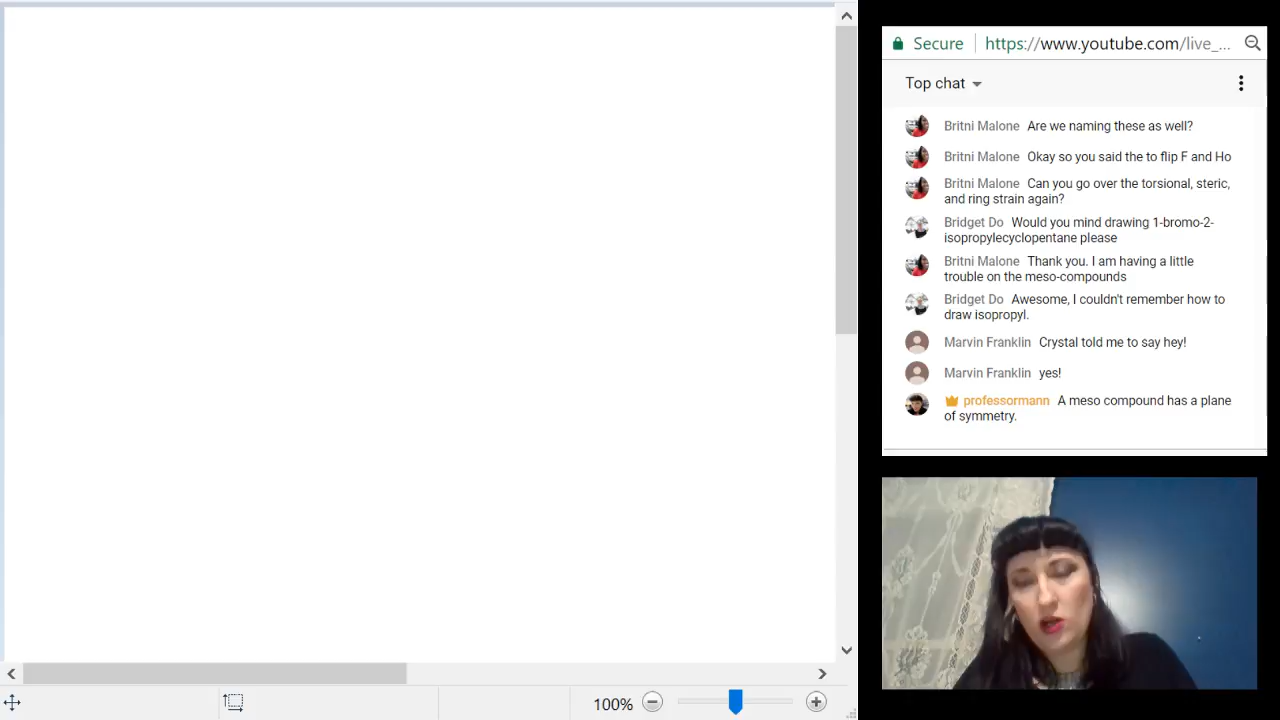 Secure https://www.youtube.com/live_...
Top chat
Britni Malone Are we naming these as well?
Britni Malone Okay so you said the to flip F and Ho
Britni Malone Can you go over the torsional, steric,
and ring strain again?
Bridget Do Would you mind drawing 1-bromo-2-
isopropylecyclopentane please
Britni Malone Thank you. I am having a little
trouble on the meso-compounds
Bridget Do Awesome, I couldn't remember how to
draw isopropyl.
Marvin Franklin Crystal told me to say hey!
Marvin Franklin yes!
professormann A meso compound has a plane
of symmetry.
100%